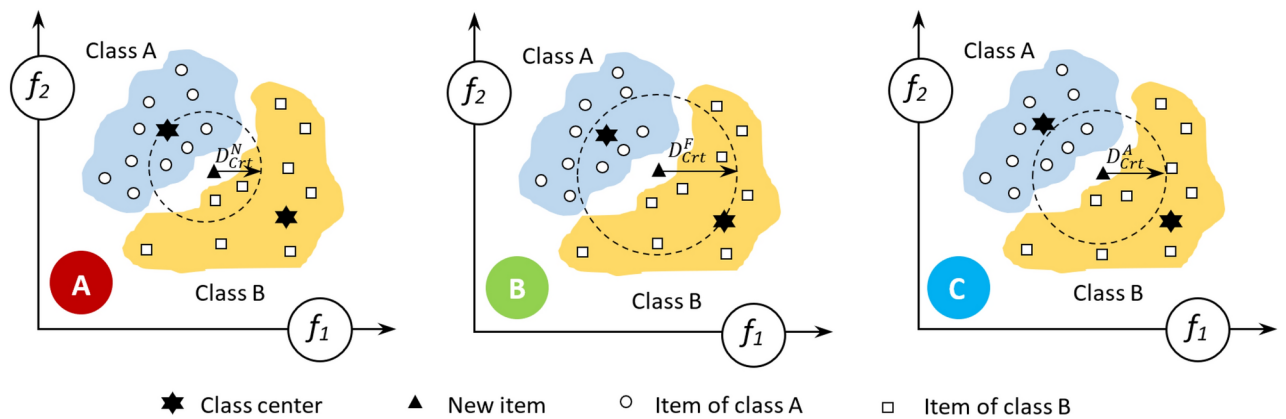 Class A
f2
D^N_Crt
A
Class B
f1
Class A
f2
D^F_Crt
B
Class B
f1
Class A
f2
D^A_Crt
C
Class B
f1
Class center
New item
Item of class A
Item of class B